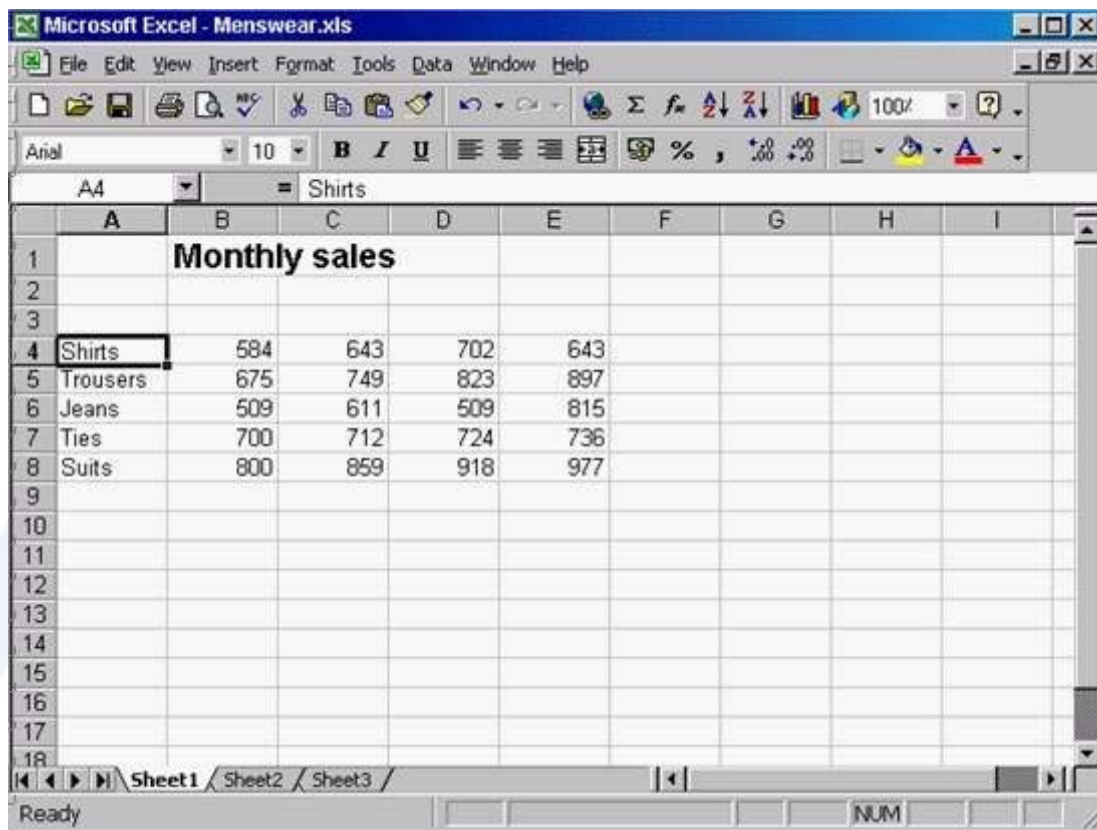 Microsoft Excel - Menswear.xls
File Edit View Insert Format Tools Data Window Help
ABC Σ A Z Z A 100% ?
Arial 10 B I U % , A
A4 = Shirts
A B C D E F G H I
1 Monthly sales
2
3
4 Shirts 584 643 702 643
5 Trousers 675 749 823 897
6 Jeans 509 611 509 815
7 Ties 700 712 724 736
8 Suits 800 859 918 977
9
10
11
12
13
14
15
16
17
18
Sheet1 Sheet2 Sheet3
Ready NUM